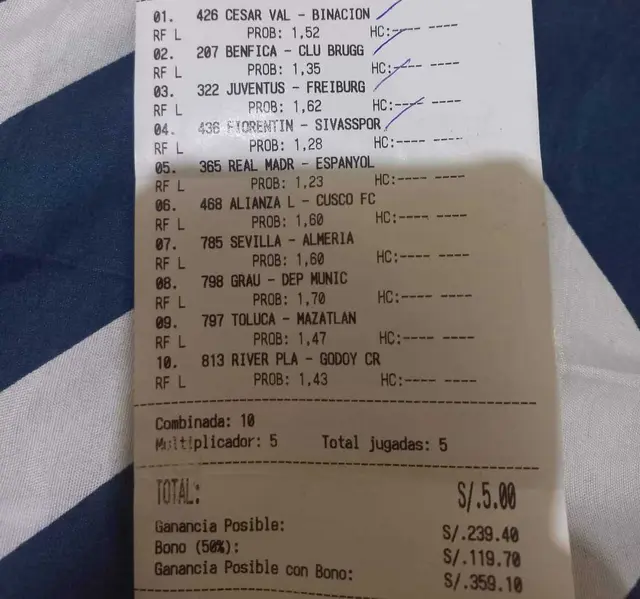 01. 426 CESAR VAL - BINACION
RF L PROB: 1,52 HC:---- ----
02. 207 BENFICA - CLU BRUGG
RF L PROB: 1,35 HC:---- ----
03. 322 JUVENTUS - FREIBURG
RF L PROB: 1,62 HC:---- ----
04. 436 FIORENTIN - SIVASSPOR
RF L PROB: 1,28 HC:---- ----
05. 365 REAL MADR - ESPANYOL
RF L PROB: 1,23 HC:---- ----
06. 468 ALIANZA L - CUSCO FC
RF L PROB: 1,60 HC:---- ----
07. 785 SEVILLA - ALMERIA
RF L PROB: 1,60 HC:---- ----
08. 798 GRAU - DEP MUNIC
RF L PROB: 1,70 HC:---- ----
09. 797 TOLUCA - MAZATLAN
RF L PROB: 1,47 HC:---- ----
10. 813 RIVER PLA - GODOY CR
RF L PROB: 1,43 HC:---- ----
Combinada: 10
Multiplicador: 5 Total jugadas: 5
TOTAL: S/.5.00
Ganancia Posible: S/.239.40
Bono (50%): S/.119.70
Ganancia Posible con Bono: S/.359.10